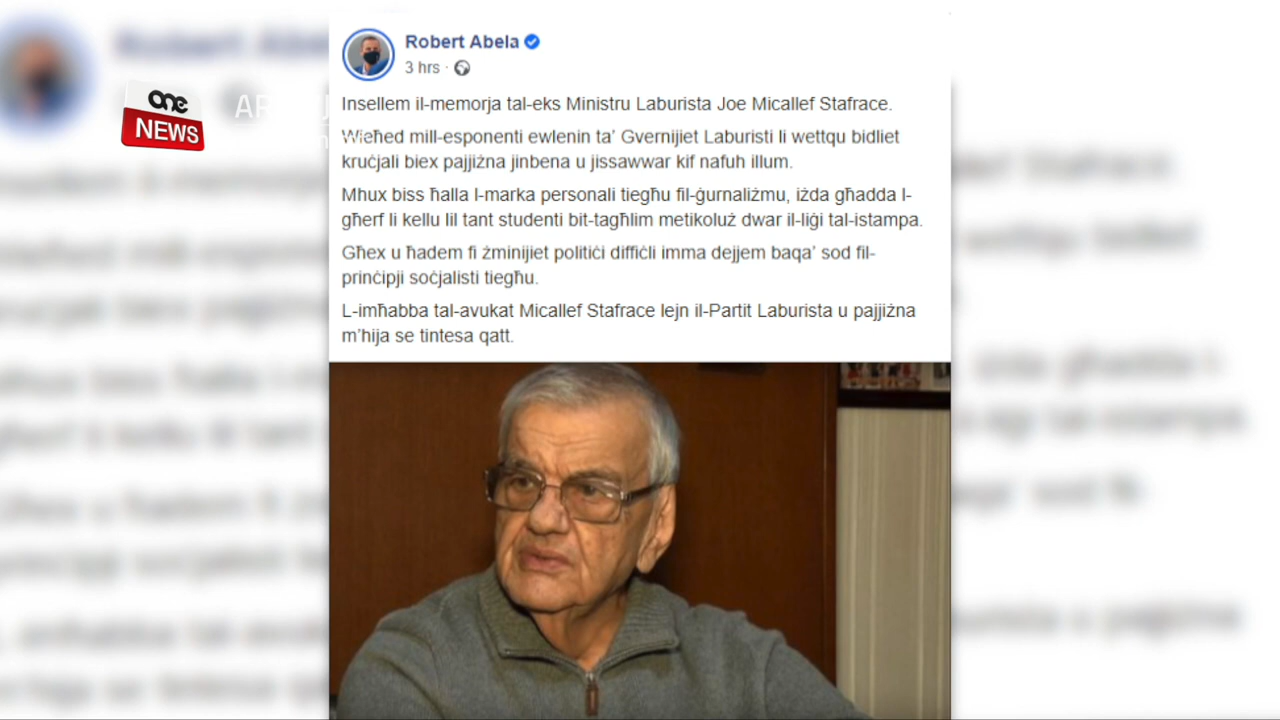 Robert Abela
3 hrs ·
one
NEWS
Insellem il-memorja tal-eks Ministru Laburista Joe Micallef Stafrace.
Wieħed mill-esponenti ewlenin ta' Gvernijiet Laburisti li wettqu bidliet
kruċjali biex pajjiżna jinbena u jissawwar kif nafuh illum.
Mhux biss ħalla l-marka personali tiegħu fil-ġurnaliżmu, iżda għadda l-
għerf li kellu lil tant studenti bit-tagħlim metikoluż dwar il-liġi tal-istampa.
Għex u ħadem fi żminijiet politiċi diffiċli imma dejjem baqa' sod fil-
prinċipji soċjalisti tiegħu.
L-imħabba tal-avukat Micallef Stafrace lejn il-Partit Laburista u pajjiżna
m'hija se tintesa qatt.